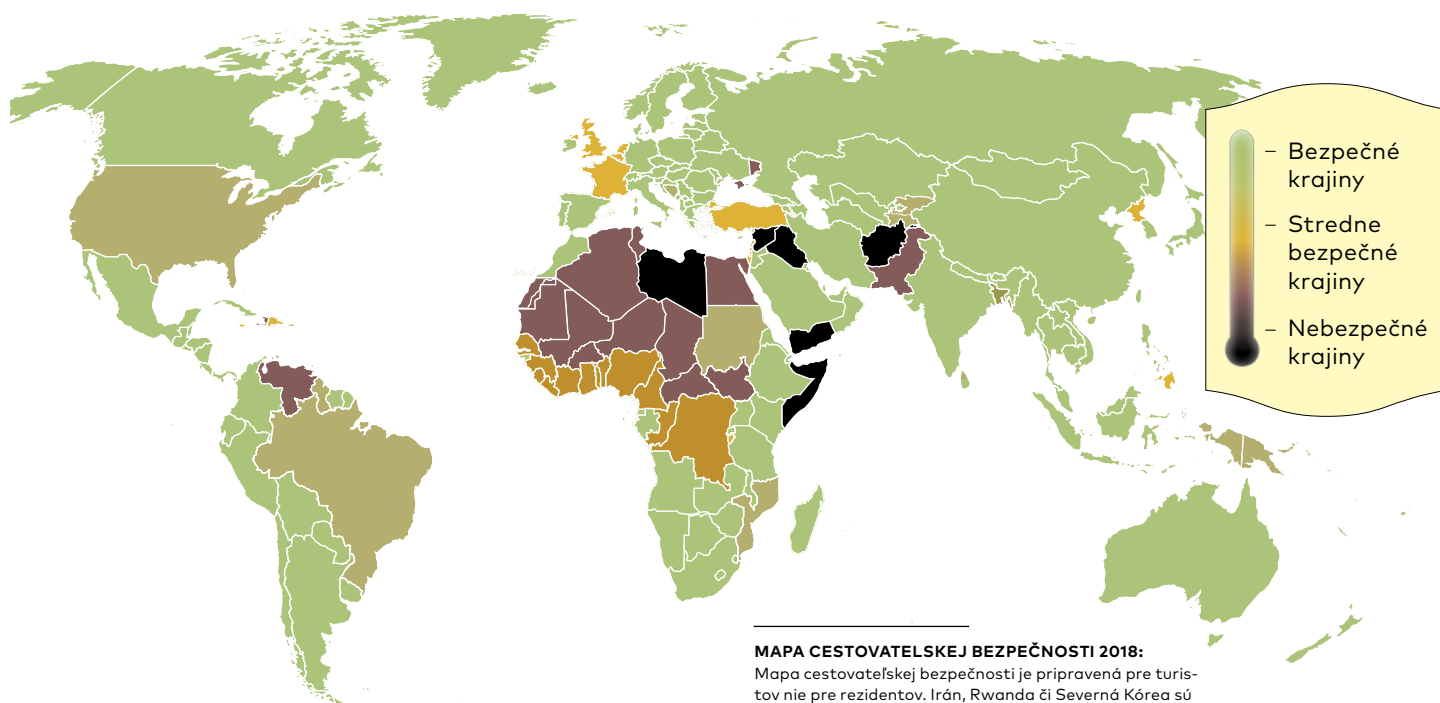 – Bezpečné
krajiny
– Stredne
bezpečné
krajiny
– Nebezpečné
krajiny
MAPA CESTOVATELSKEJ BEZPEČNOSTI 2018:
Mapa cestovateľskej bezpečnosti je pripravená pre turis-
tov nie pre rezidentov. Irán, Rwanda či Severná Kórea sú